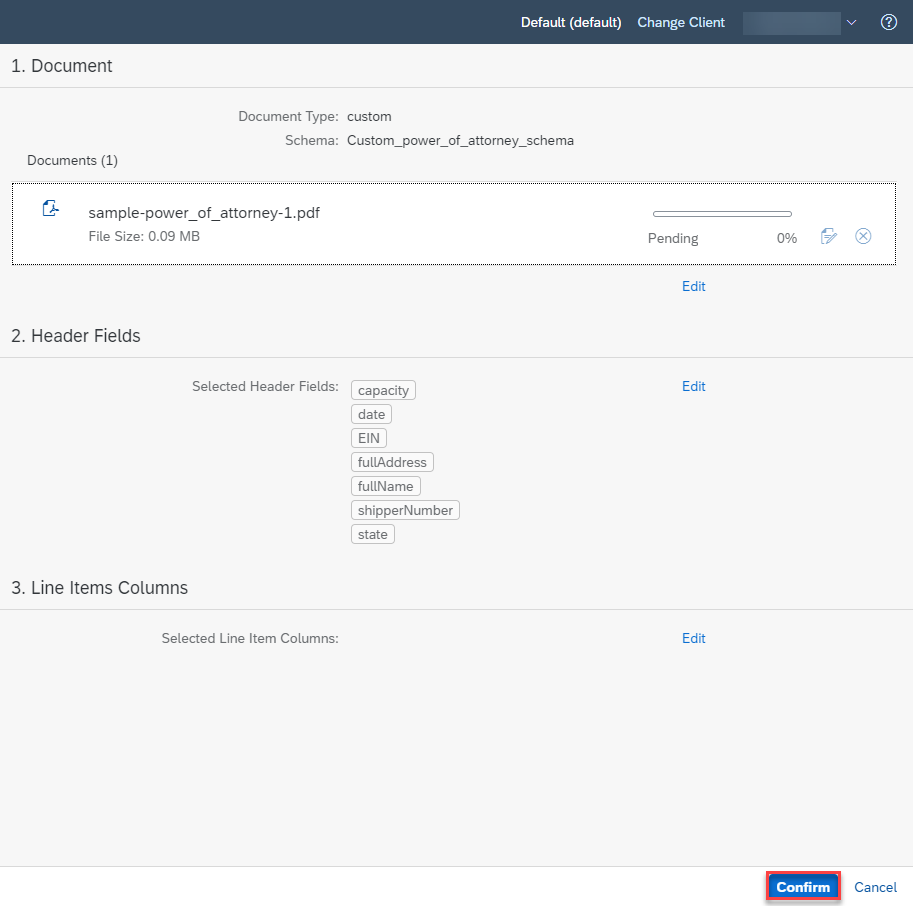 Default (default) Change Client
1. Document
Document Type: custom
Schema: Custom_power_of_attorney_schema
Documents (1)
sample-power_of_attorney-1.pdf
File Size: 0.09 MB
Pending 0%
Edit
2. Header Fields
Selected Header Fields: capacity Edit
date
EIN
fullAddress
fullName
shipperNumber
state
3. Line Items Columns
Selected Line Item Columns: Edit
Confirm Cancel